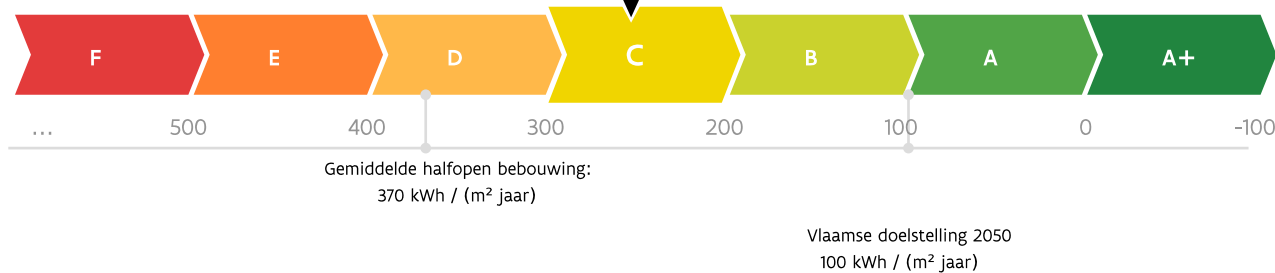 F E D C B A A+
... 500 400 300 200 100 0 -100
Gemiddelde halfopen bebouwing:
370 kWh / (m² jaar)
Vlaamse doelstelling 2050
100 kWh / (m² jaar)